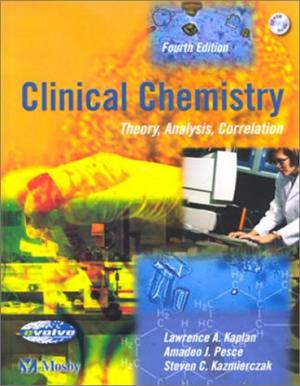 Fourth Edition
Clinical Chemistry
Theory, Analysis, Correlation
evolve
Mosby
Lawrence A. Kaplan
Amadeo J. Pesce
Steven C. Kazmierczak